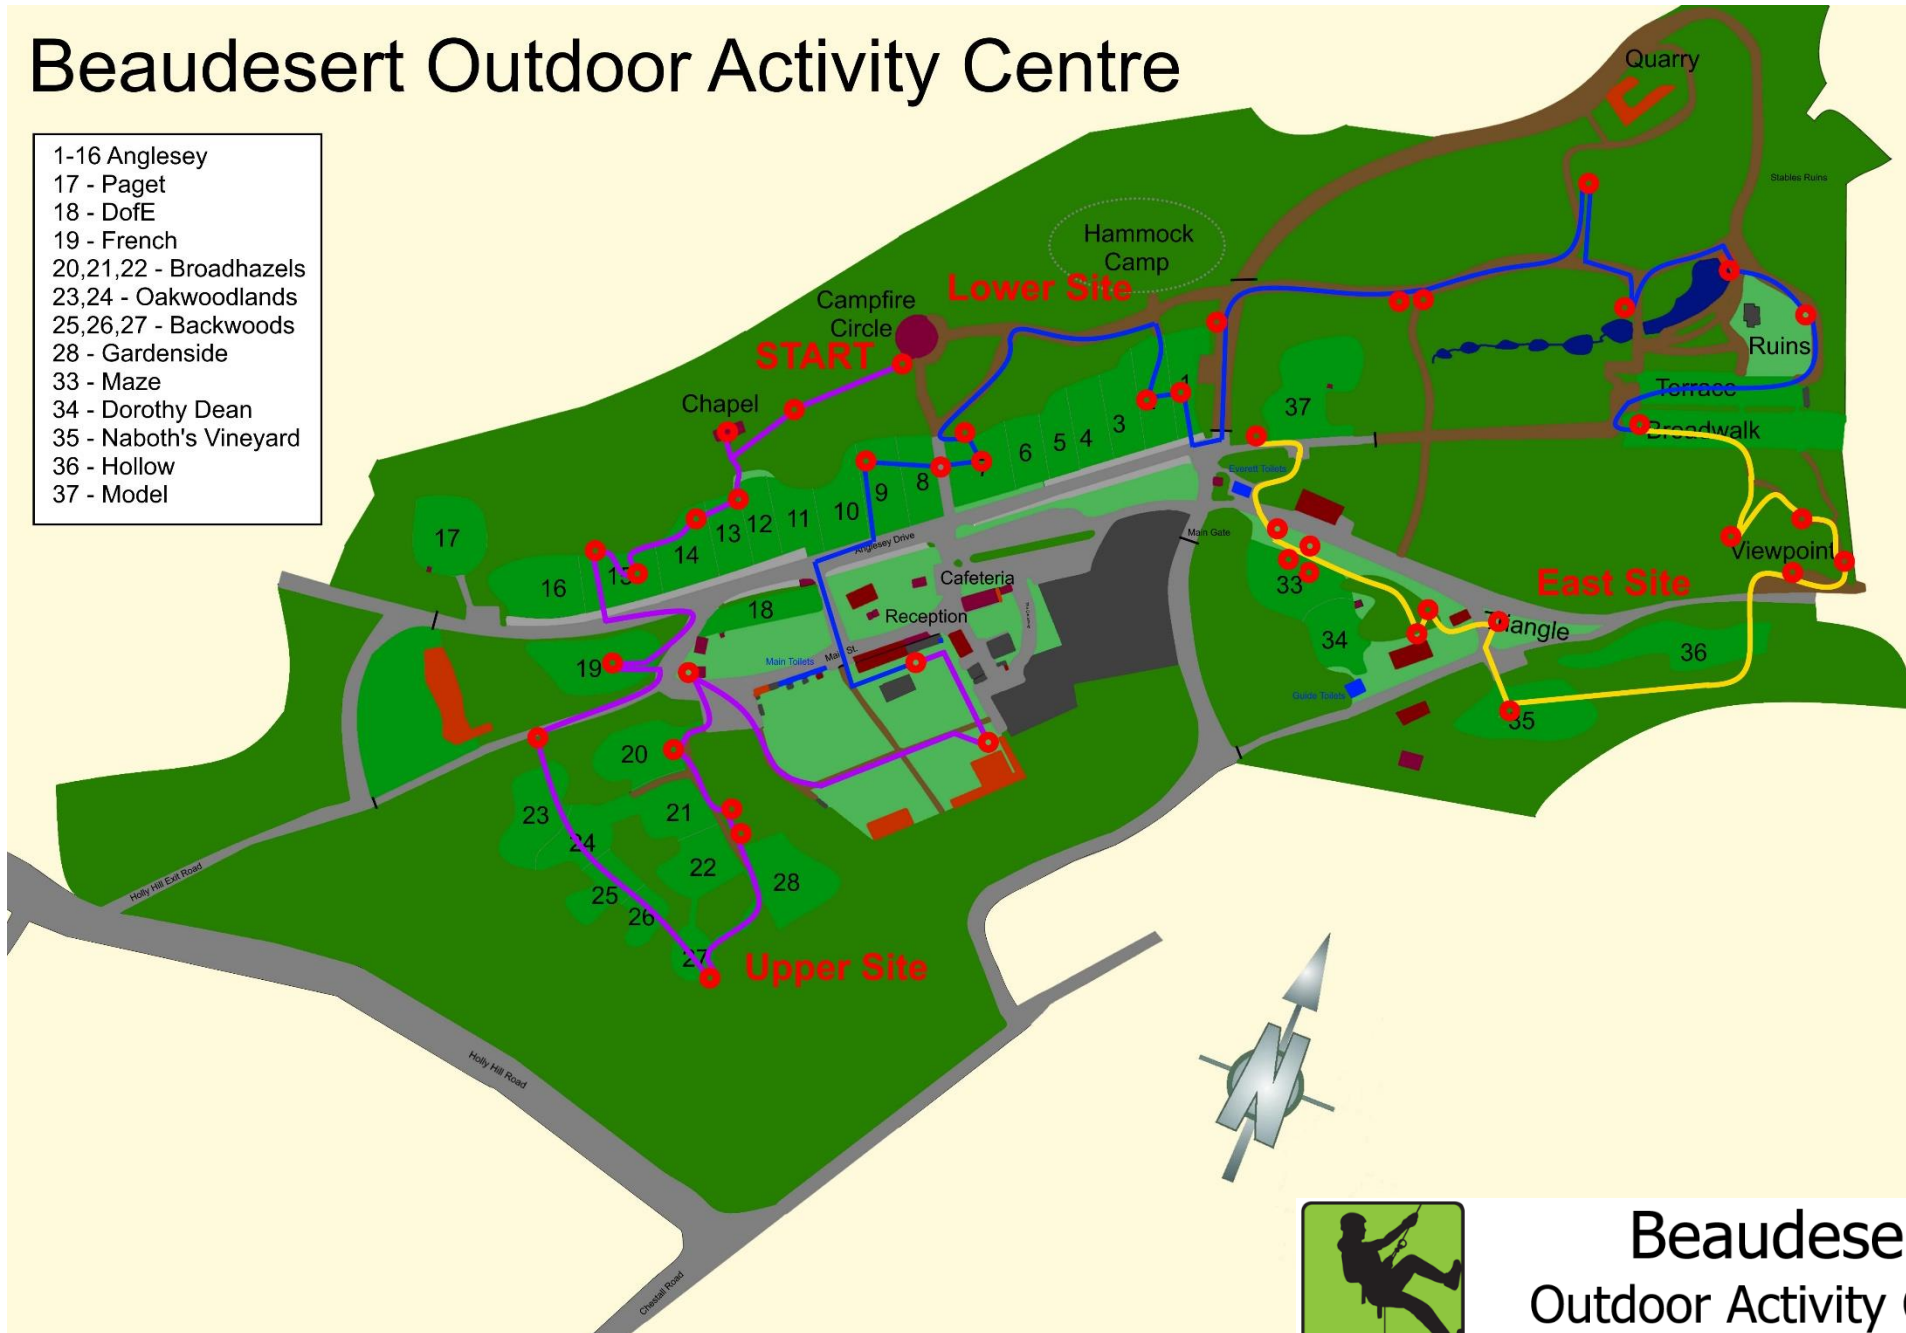 Beaudesert Outdoor Activity Centre
1-16 Anglesey
17 - Paget
18 - DofE
19 - French
20,21,22 - Broadhazels
23,24 - Oakwoodlands
25,26,27 - Backwoods
28 - Gardenside
33 - Maze
34 - Dorothy Dean
35 - Naboth's Vineyard
36 - Hollow
37 - Model
Quarry
Stables Ruins
Hammock
Camp
Lower Site
Campfire
Circle
START
Chapel
Ruins
Terrace
Broadwalk
Viewpoint
East Site
Triangle
1
3
4
5
6
7
8
9
10
11
12
13
14
15
16
17
18
19
20
21
22
23
24
25
26
27
28
33
34
35
36
37
Everett Toilets
Main Gate
Anglesey Drive
Cafeteria
Reception
Main St.
Main Toilets
Guide Toilets
Upper Site
Holly Hill Exit Road
Holly Hill Road
Chestall Road
N
Beaudese
Outdoor Activity